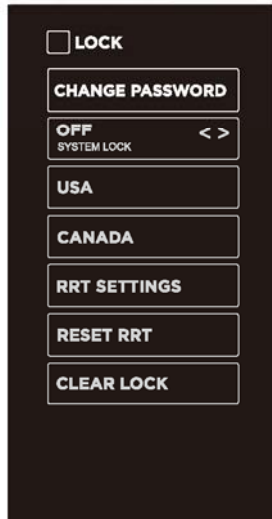 LOCK
CHANGE PASSWORD
OFF < >
SYSTEM LOCK
USA
CANADA
RRT SETTINGS
RESET RRT
CLEAR LOCK